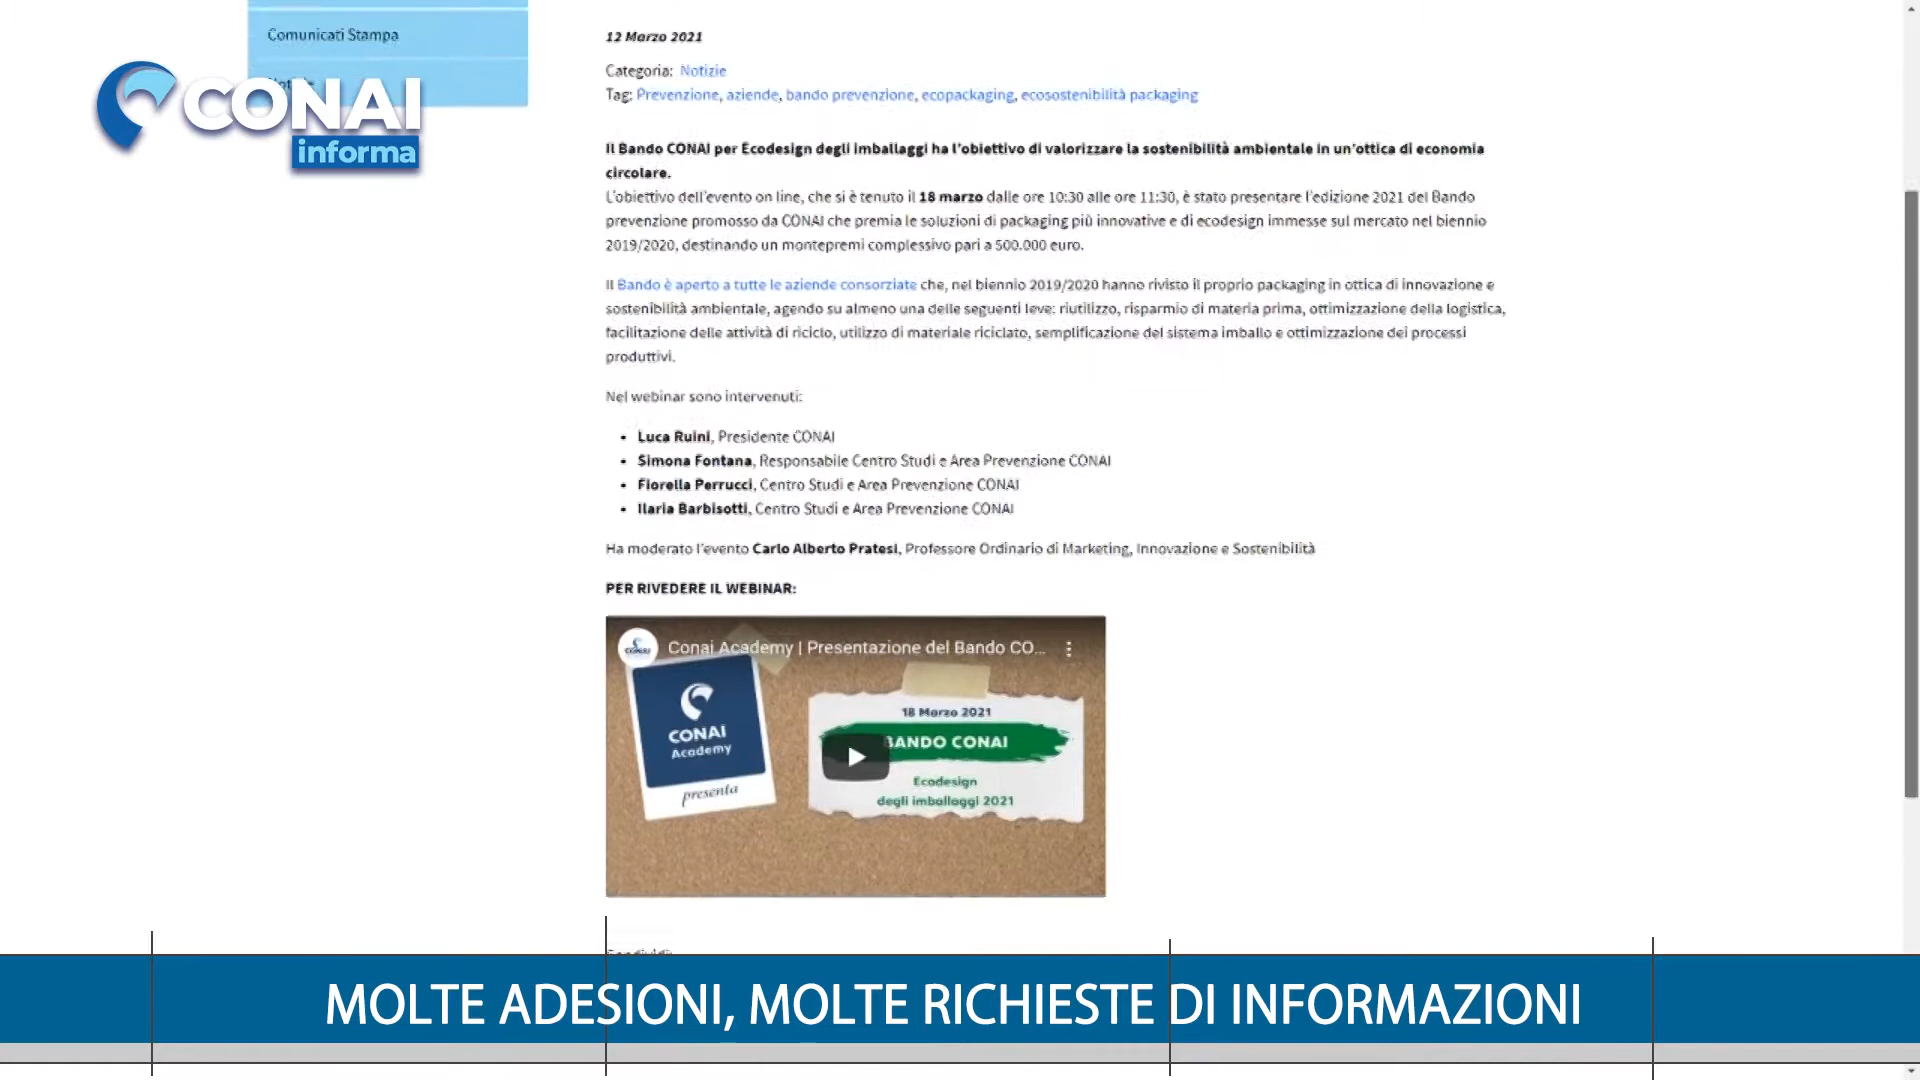 Comunicati Stampa
CONAI
informa
12 Marzo 2021
Categoria: Notizie
Tag: Prevenzione, aziende, bando prevenzione, ecopackaging, ecosostenibilità packaging
Il Bando CONAI per Ecodesign degli imballaggi ha l'obiettivo di valorizzare la sostenibilità ambientale in un'ottica di economia
circolare.
L'obiettivo dell'evento on line, che si è tenuto il 18 marzo dalle ore 10:30 alle ore 11:30, è stato presentare l'edizione 2021 del Bando
prevenzione promosso da CONAI che premia le soluzioni di packaging più innovative e di ecodesign immesse sul mercato nel biennio
2019/2020, destinando un montepremi complessivo pari a 500.000 euro.
Il Bando è aperto a tutte le aziende consorziate che, nel biennio 2019/2020 hanno rivisto il proprio packaging in ottica di innovazione e
sostenibilità ambientale, agendo su almeno una delle seguenti leve: riutilizzo, risparmio di materia prima, ottimizzazione della logistica,
facilitazione delle attività di riciclo, utilizzo di materiale riciclato, semplificazione del sistema imballo e ottimizzazione dei processi
produttivi.
Nel webinar sono intervenuti:
• Luca Ruini, Presidente CONAI
• Simona Fontana, Responsabile Centro Studi e Area Prevenzione CONAI
• Fiorella Perrucci, Centro Studi e Area Prevenzione CONAI
• Ilaria Barbisotti, Centro Studi e Area Prevenzione CONAI
Ha moderato l'evento Carlo Alberto Pratesi, Professore Ordinario di Marketing, Innovazione e Sostenibilità
PER RIVEDERE IL WEBINAR:
CONAI
Conai Academy | Presentazione del Bando CO...
CONAI
Academy
presenta
18 Marzo 2021
BANDO CONAI
Ecodesign
degli imballaggi 2021
MOLTE ADESIONI, MOLTE RICHIESTE DI INFORMAZIONI